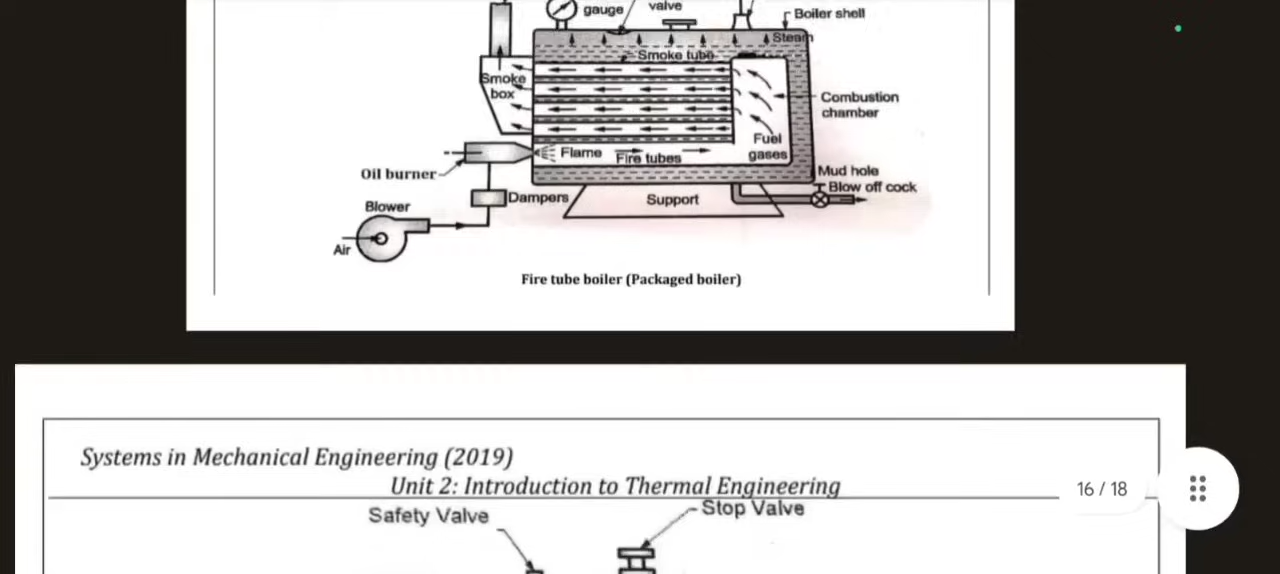 gauge
valve
Boiler shell
Steam
Smoke tube
Smoke
box
Combustion
chamber
Fuel
gases
Flame
Fire tubes
Oil burner
Mud hole
Blow off cock
Dampers
Support
Blower
Air
Fire tube boiler (Packaged boiler)
Systems in Mechanical Engineering (2019)
Unit 2: Introduction to Thermal Engineering
16 / 18
Safety Valve
Stop Valve